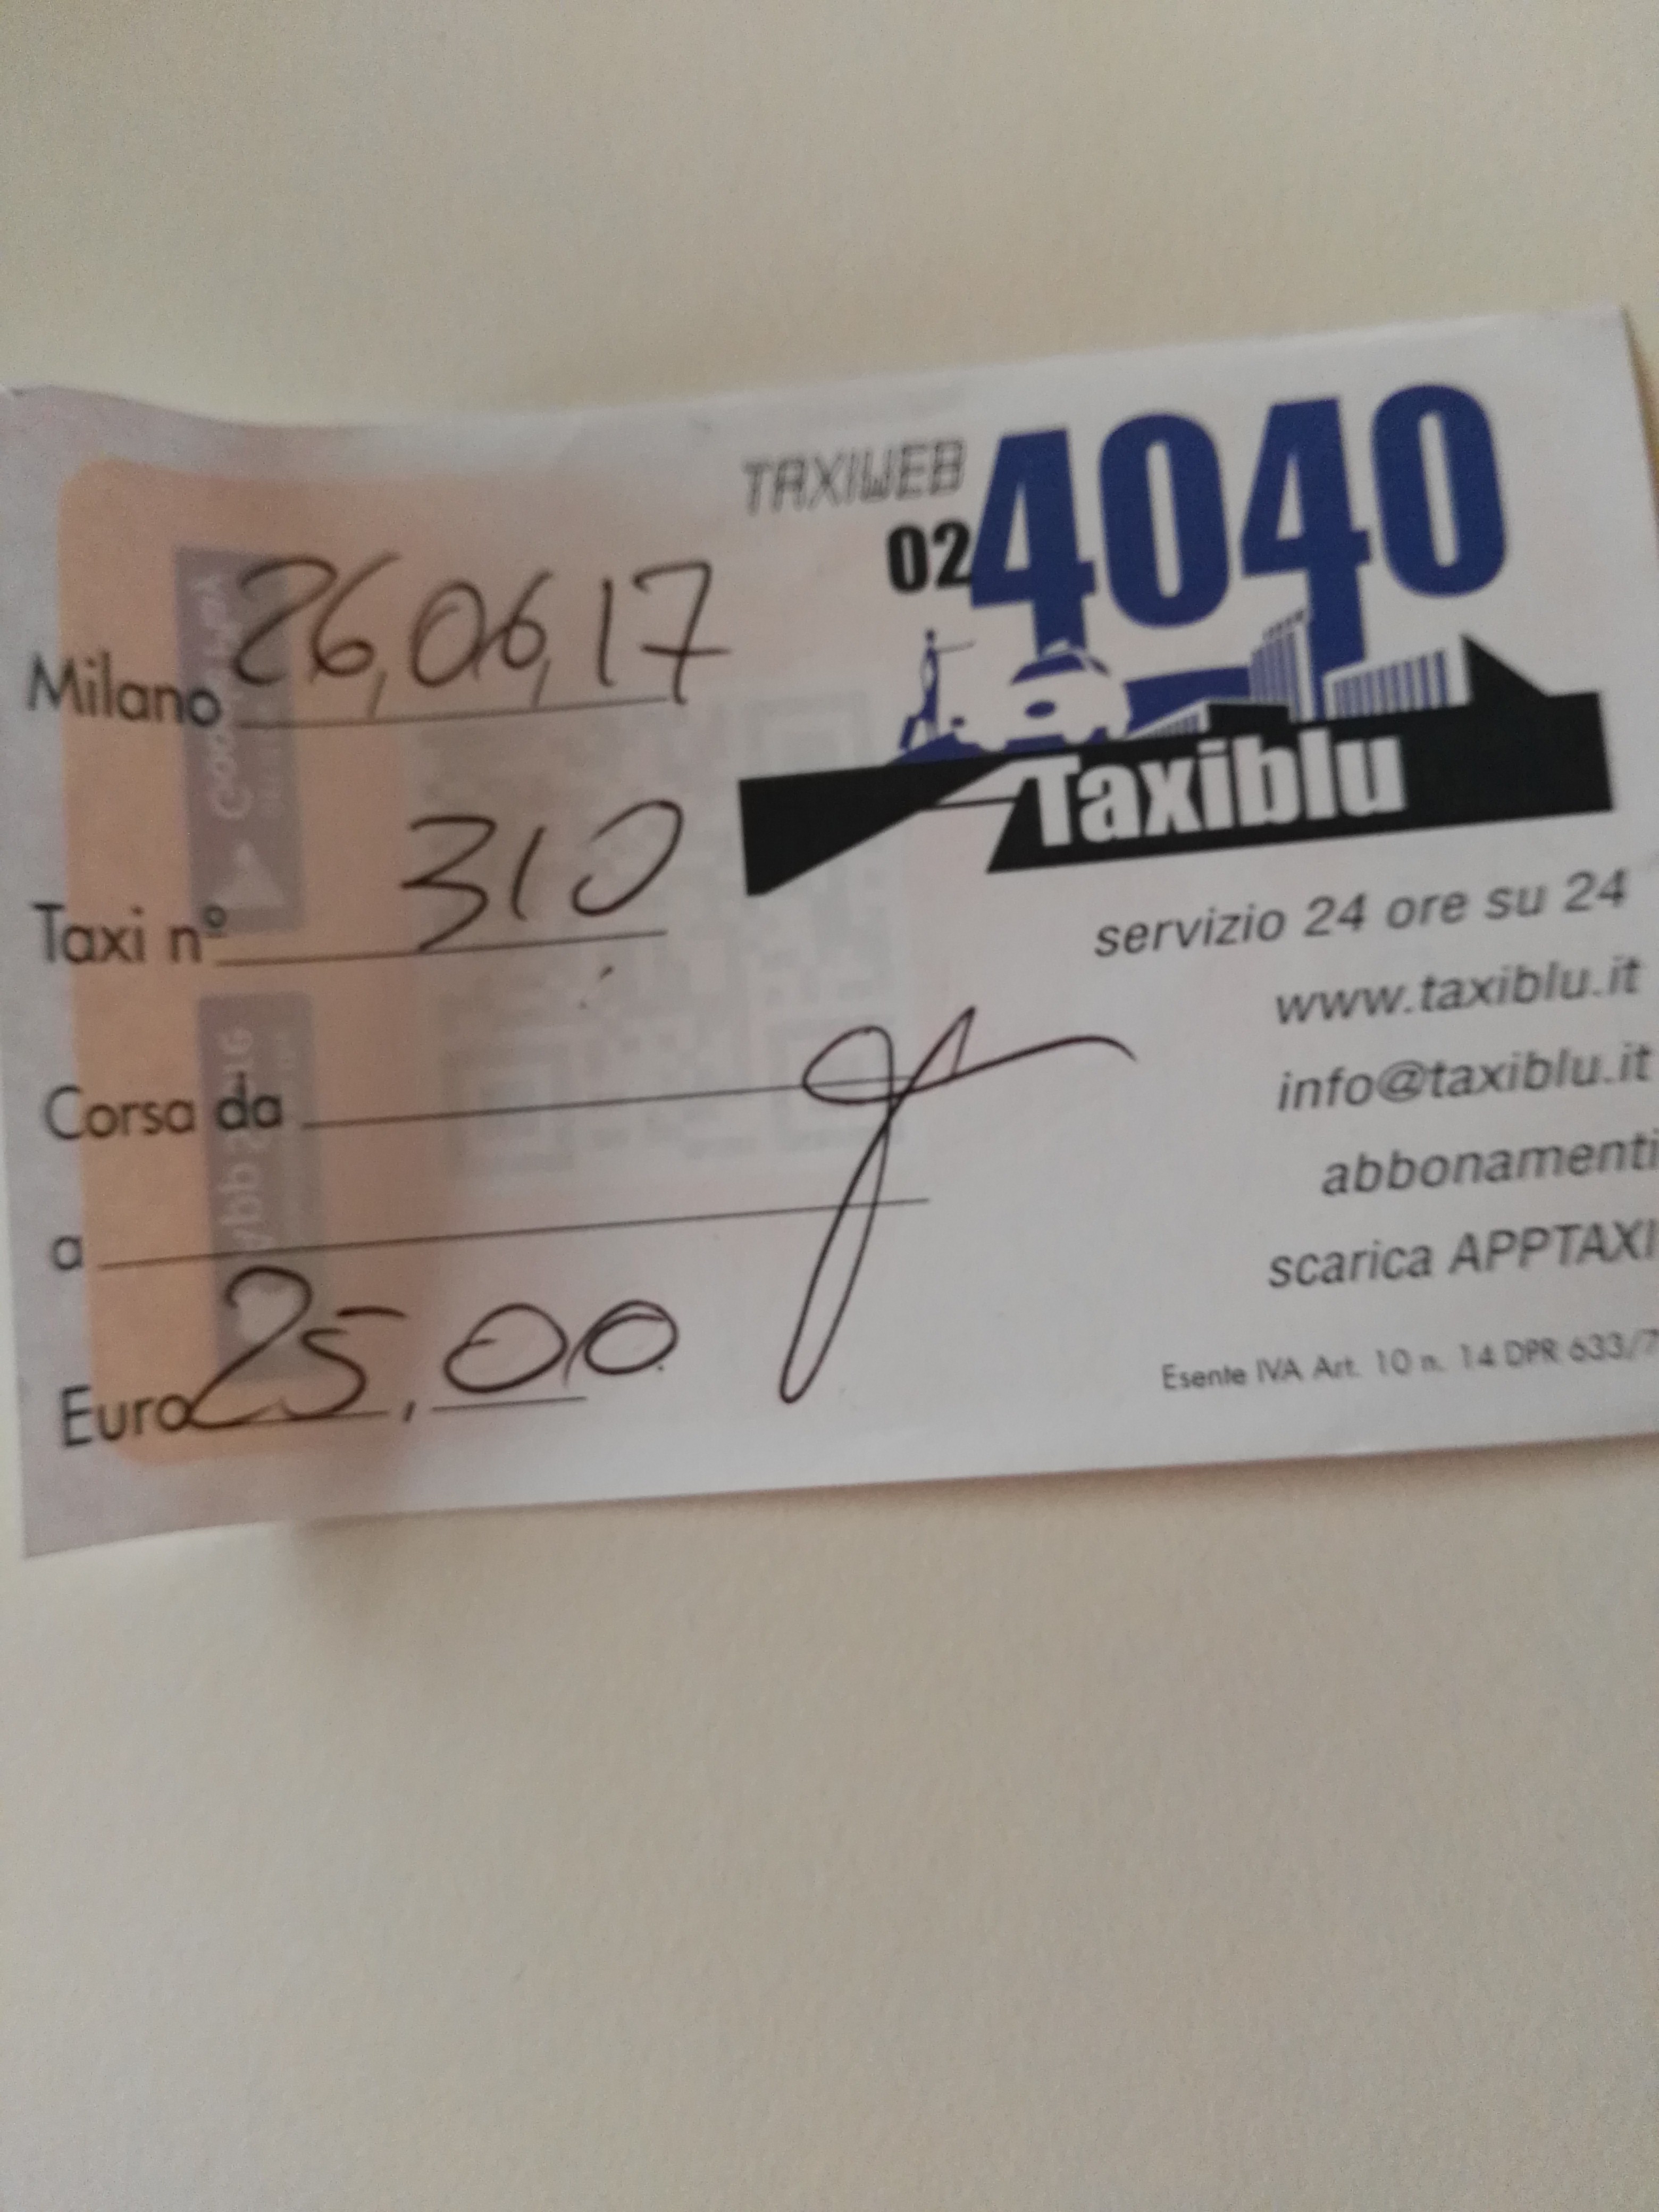 TAXIWEB
02 4040
Taxiblu
Milano 26,06,17
Taxi nº 310
Corsa da
a
Euro 25,00
servizio 24 ore su 24
www.taxiblu.it
info@taxiblu.it
abbonamenti
scarica APPTAXI
Esente IVA Art. 10 n. 14 DPR 633/7